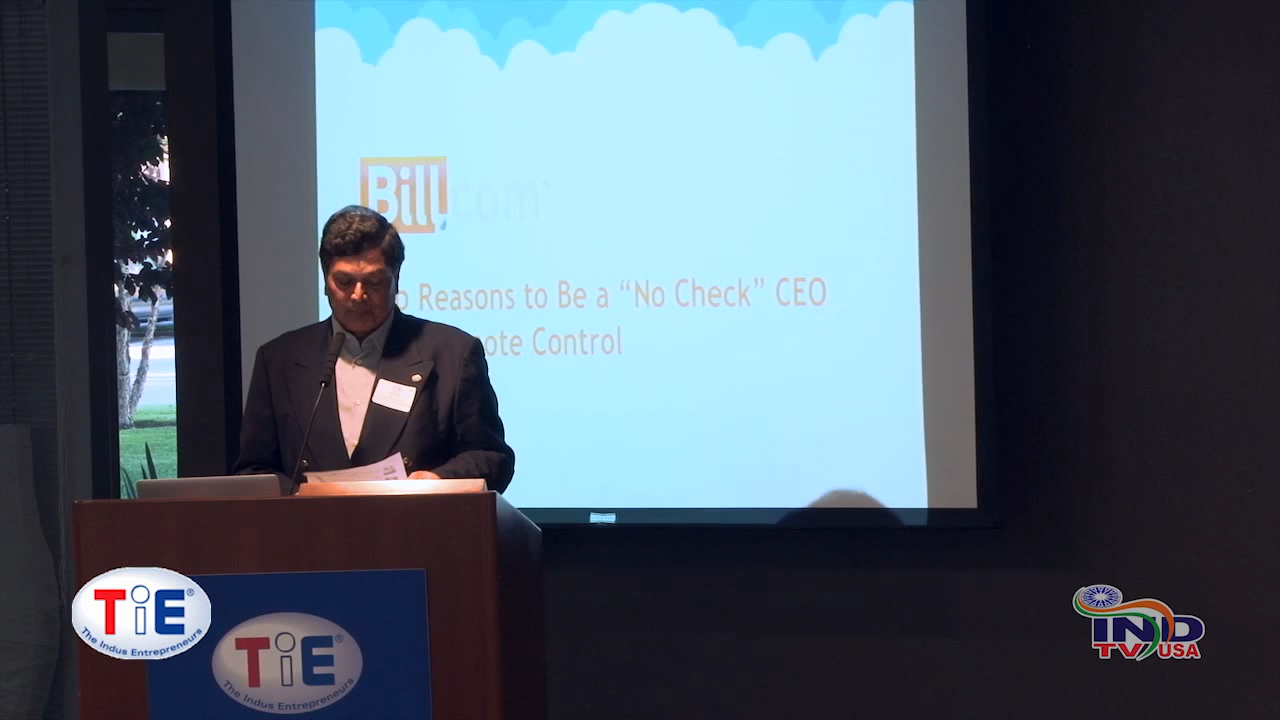 Bill.com
Reasons to Be a “No Check” CEO
Control
TiE®
The Indus Entrepreneurs
TiE®
The Indus Entrepreneurs
IND
TV USA